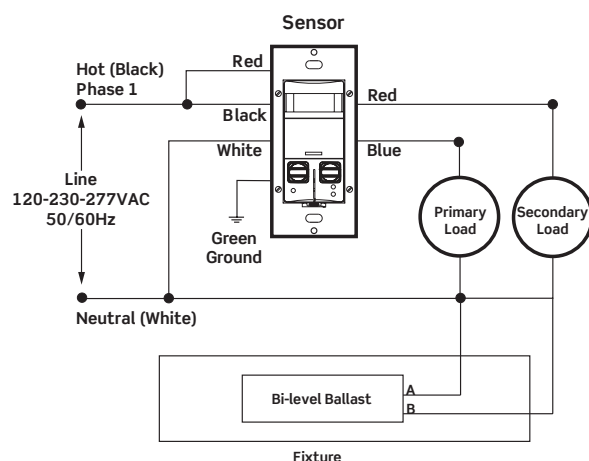 Sensor
Hot (Black)
Phase 1
Red
Black
White
Red
Blue
Line
120-230-277VAC
50/60Hz
Green
Ground
Primary
Load
Secondary
Load
Neutral (White)
Bi-level Ballast
A
B
Fixture